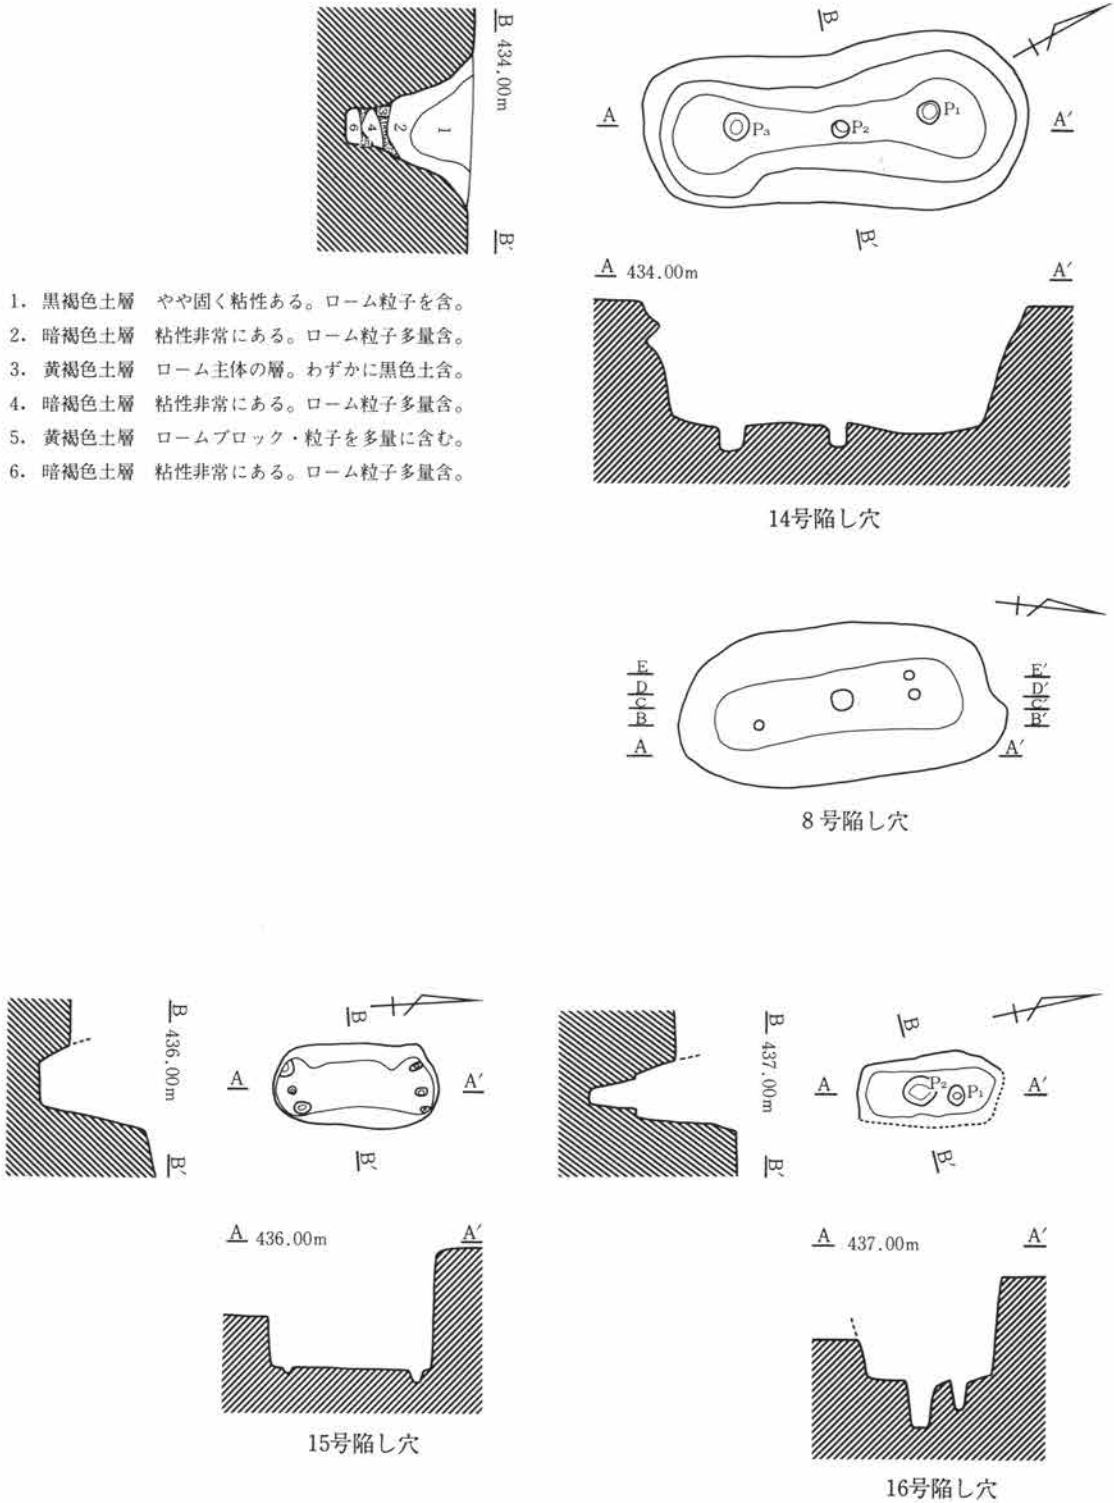 B 434.00m
B′
1
2
3
4
5
6
B
A
A′
P₃
P₂
P₁
B′
A 434.00m A′
1. 黒褐色土層 やや固く粘性ある。ローム粒子を含。
2. 暗褐色土層 粘性非常にある。ローム粒子多量含。
3. 黄褐色土層 ローム主体の層。わずかに黒色土含。
4. 暗褐色土層 粘性非常にある。ローム粒子多量含。
5. 黄褐色土層 ロームブロック・粒子を多量に含む。
6. 暗褐色土層 粘性非常にある。ローム粒子多量含。
14号陥し穴
E E′
D D′
C C′
B B′
A A′
8号陥し穴
B 436.00m
B′
B
A A′
B′
A 436.00m A′
15号陥し穴
B 437.00m
B′
B
A A′
P₂
P₁
B′
A 437.00m A′
16号陥し穴